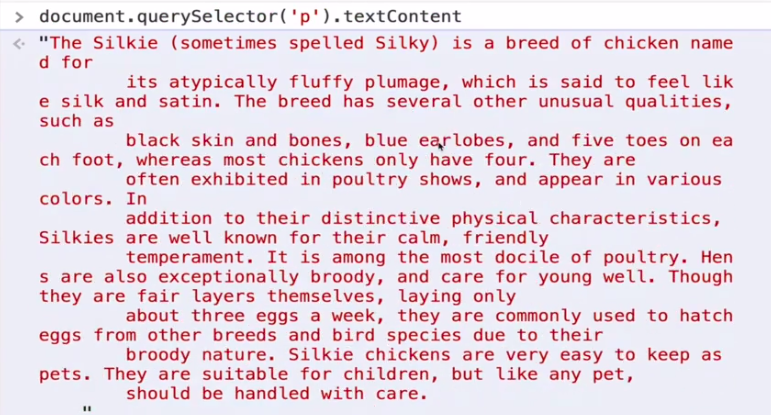 > document.querySelector('p').textContent
<· "The Silkie (sometimes spelled Silky) is a breed of chicken name
d for
its atypically fluffy plumage, which is said to feel lik
e silk and satin. The breed has several other unusual qualities,
such as
black skin and bones, blue earlobes, and five toes on ea
ch foot, whereas most chickens only have four. They are
often exhibited in poultry shows, and appear in various
colors. In
addition to their distinctive physical characteristics,
Silkies are well known for their calm, friendly
temperament. It is among the most docile of poultry. Hen
s are also exceptionally broody, and care for young well. Though
they are fair layers themselves, laying only
about three eggs a week, they are commonly used to hatch
eggs from other breeds and bird species due to their
broody nature. Silkie chickens are very easy to keep as
pets. They are suitable for children, but like any pet,
should be handled with care.
"